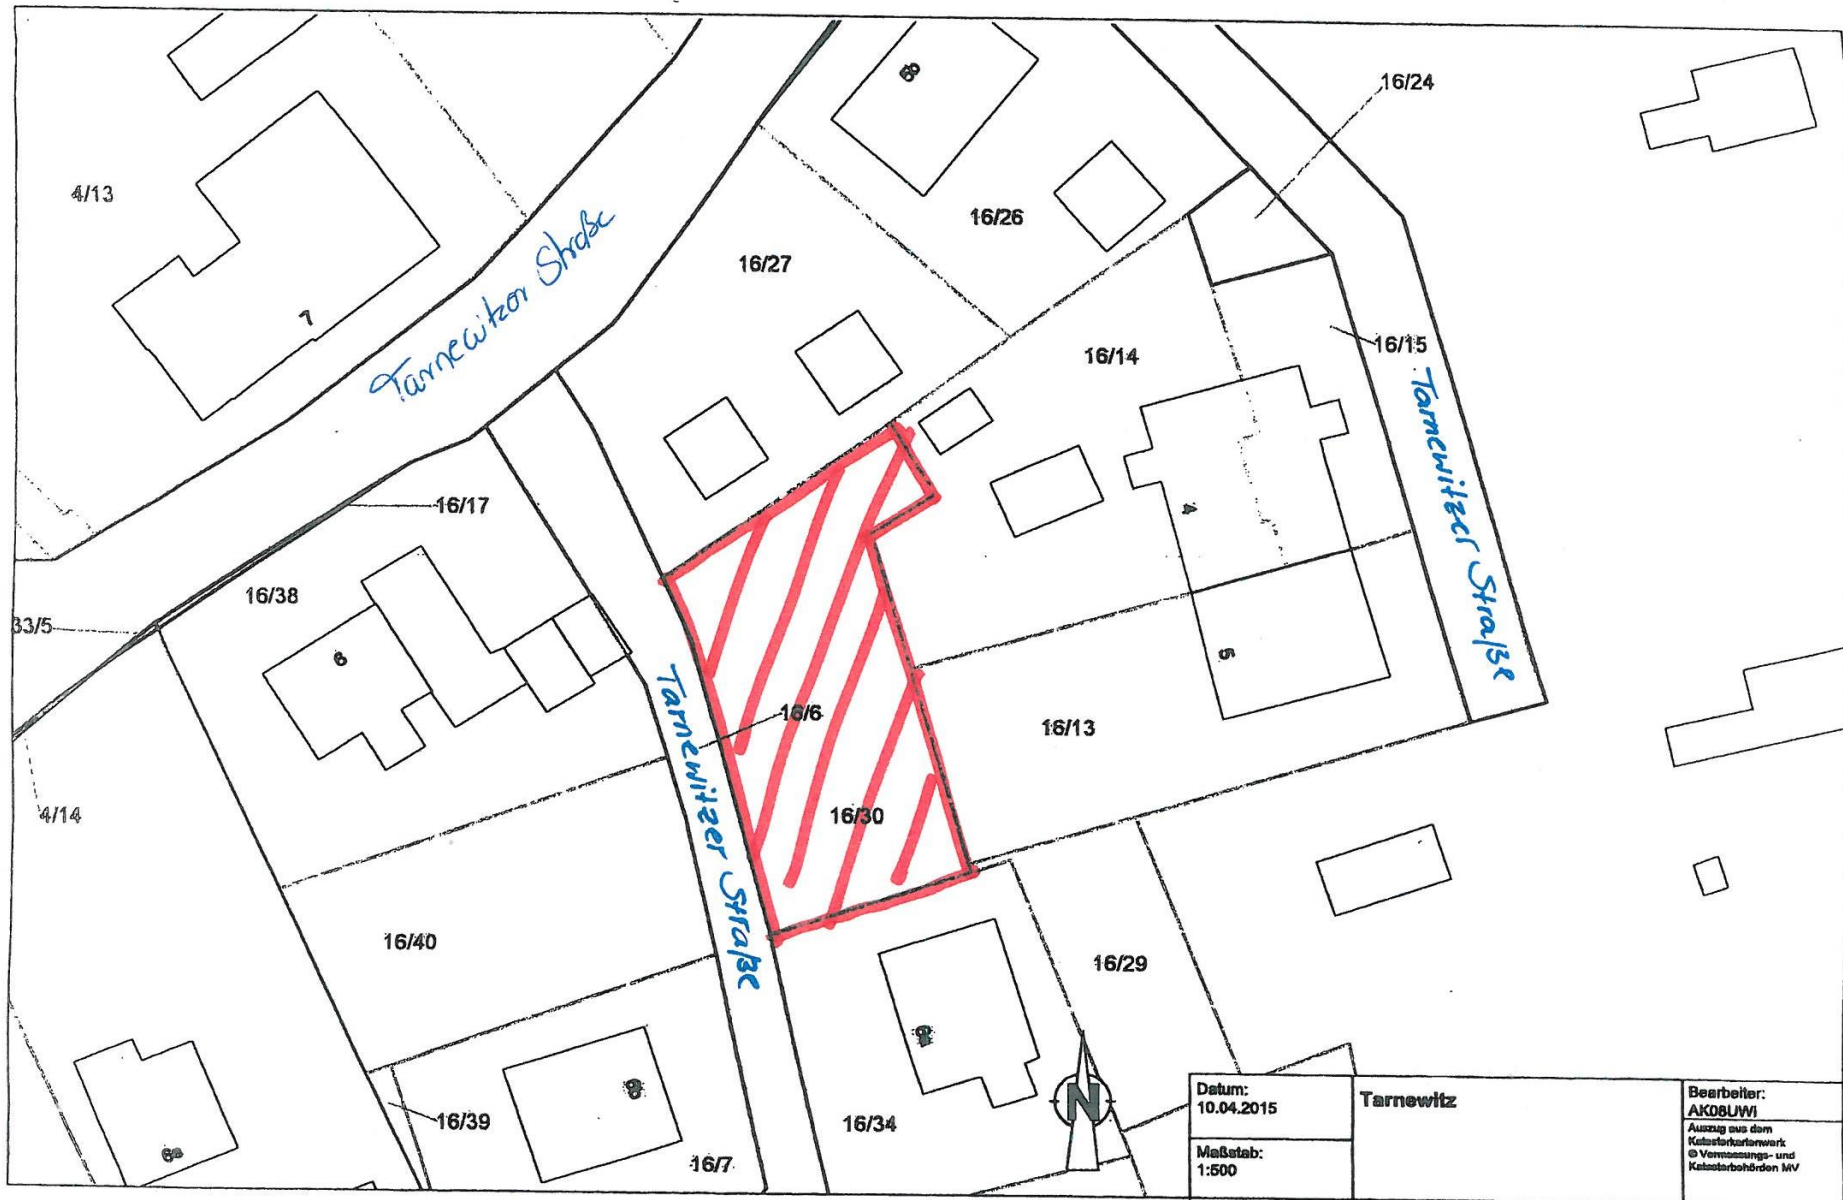 16/24
4/13
16/26
16/27
Tarnewitzer Straße
7
16/14
16/15
Tarnewitzer Straße
16/17
4
16/38
33/5
6
5
16/6
16/13
Tarnewitzer Straße
4/14
16/30
16/40
16/29
16/39
16/34
16/7
N
Datum:
10.04.2015
Maßstab:
1:500
Tarnewitz
Bearbeiter:
AK08UWI
Auszug aus dem
Katasterkartenwerk
© Vermessungs- und
Katasterbehörden MV